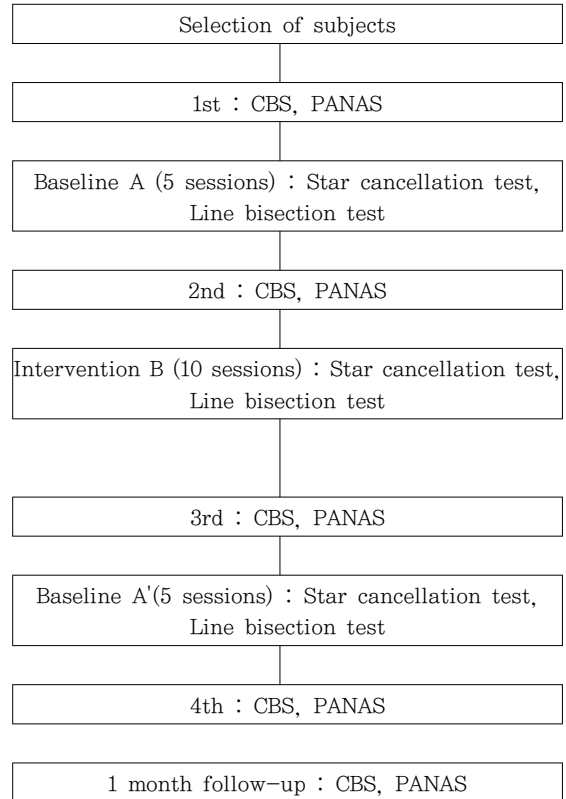 Selection of subjects
1st : CBS, PANAS
Baseline A (5 sessions) : Star cancellation test,
Line bisection test
2nd : CBS, PANAS
Intervention B (10 sessions) : Star cancellation test,
Line bisection test
3rd : CBS, PANAS
Baseline A'(5 sessions) : Star cancellation test,
Line bisection test
4th : CBS, PANAS
1 month follow-up : CBS, PANAS